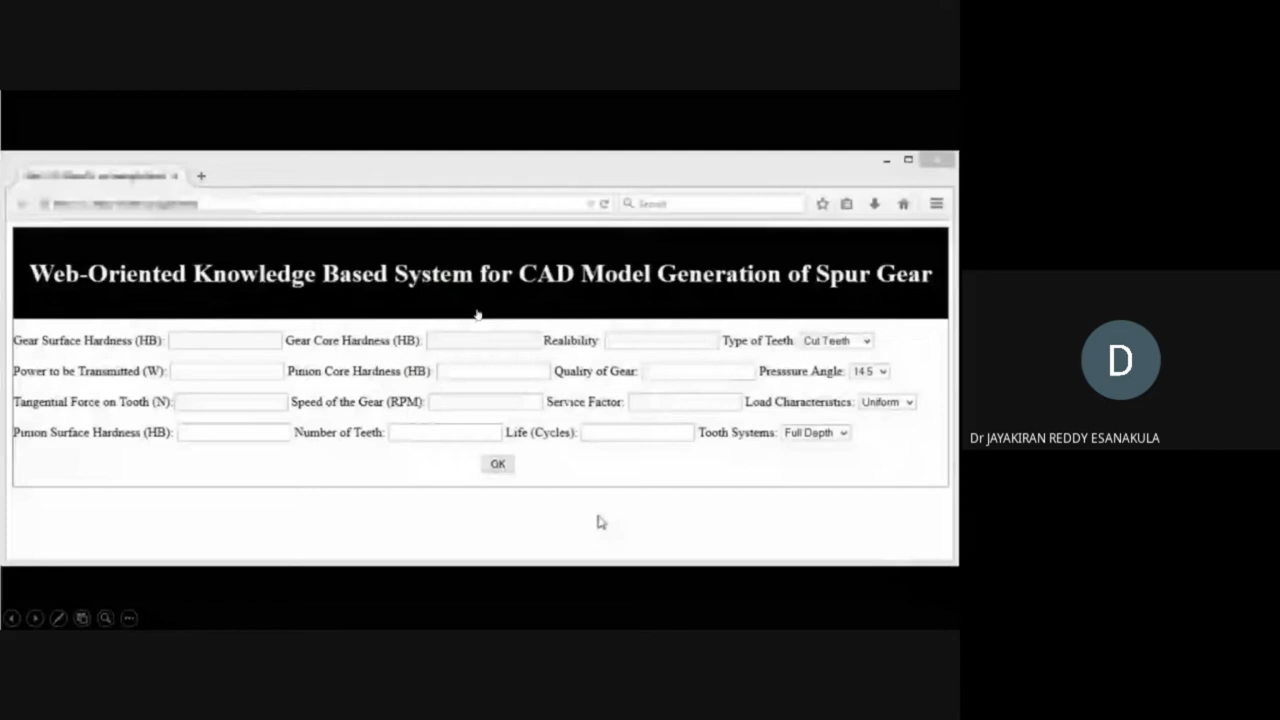 Search
Web-Oriented Knowledge Based System for CAD Model Generation of Spur Gear
Gear Surface Hardness (HB): Gear Core Hardness (HB): Realibility: Type of Teeth Cut Teeth
Power to be Transmitted (W): Pinion Core Hardness (HB): Quality of Gear: Presssure Angle: 14.5
Tangential Force on Tooth (N): Speed of the Gear (RPM): Service Factor: Load Characteristics: Uniform
Pinion Surface Hardness (HB): Number of Teeth: Life (Cycles): Tooth Systems: Full Depth
OK
D
Dr JAYAKIRAN REDDY ESANAKULA